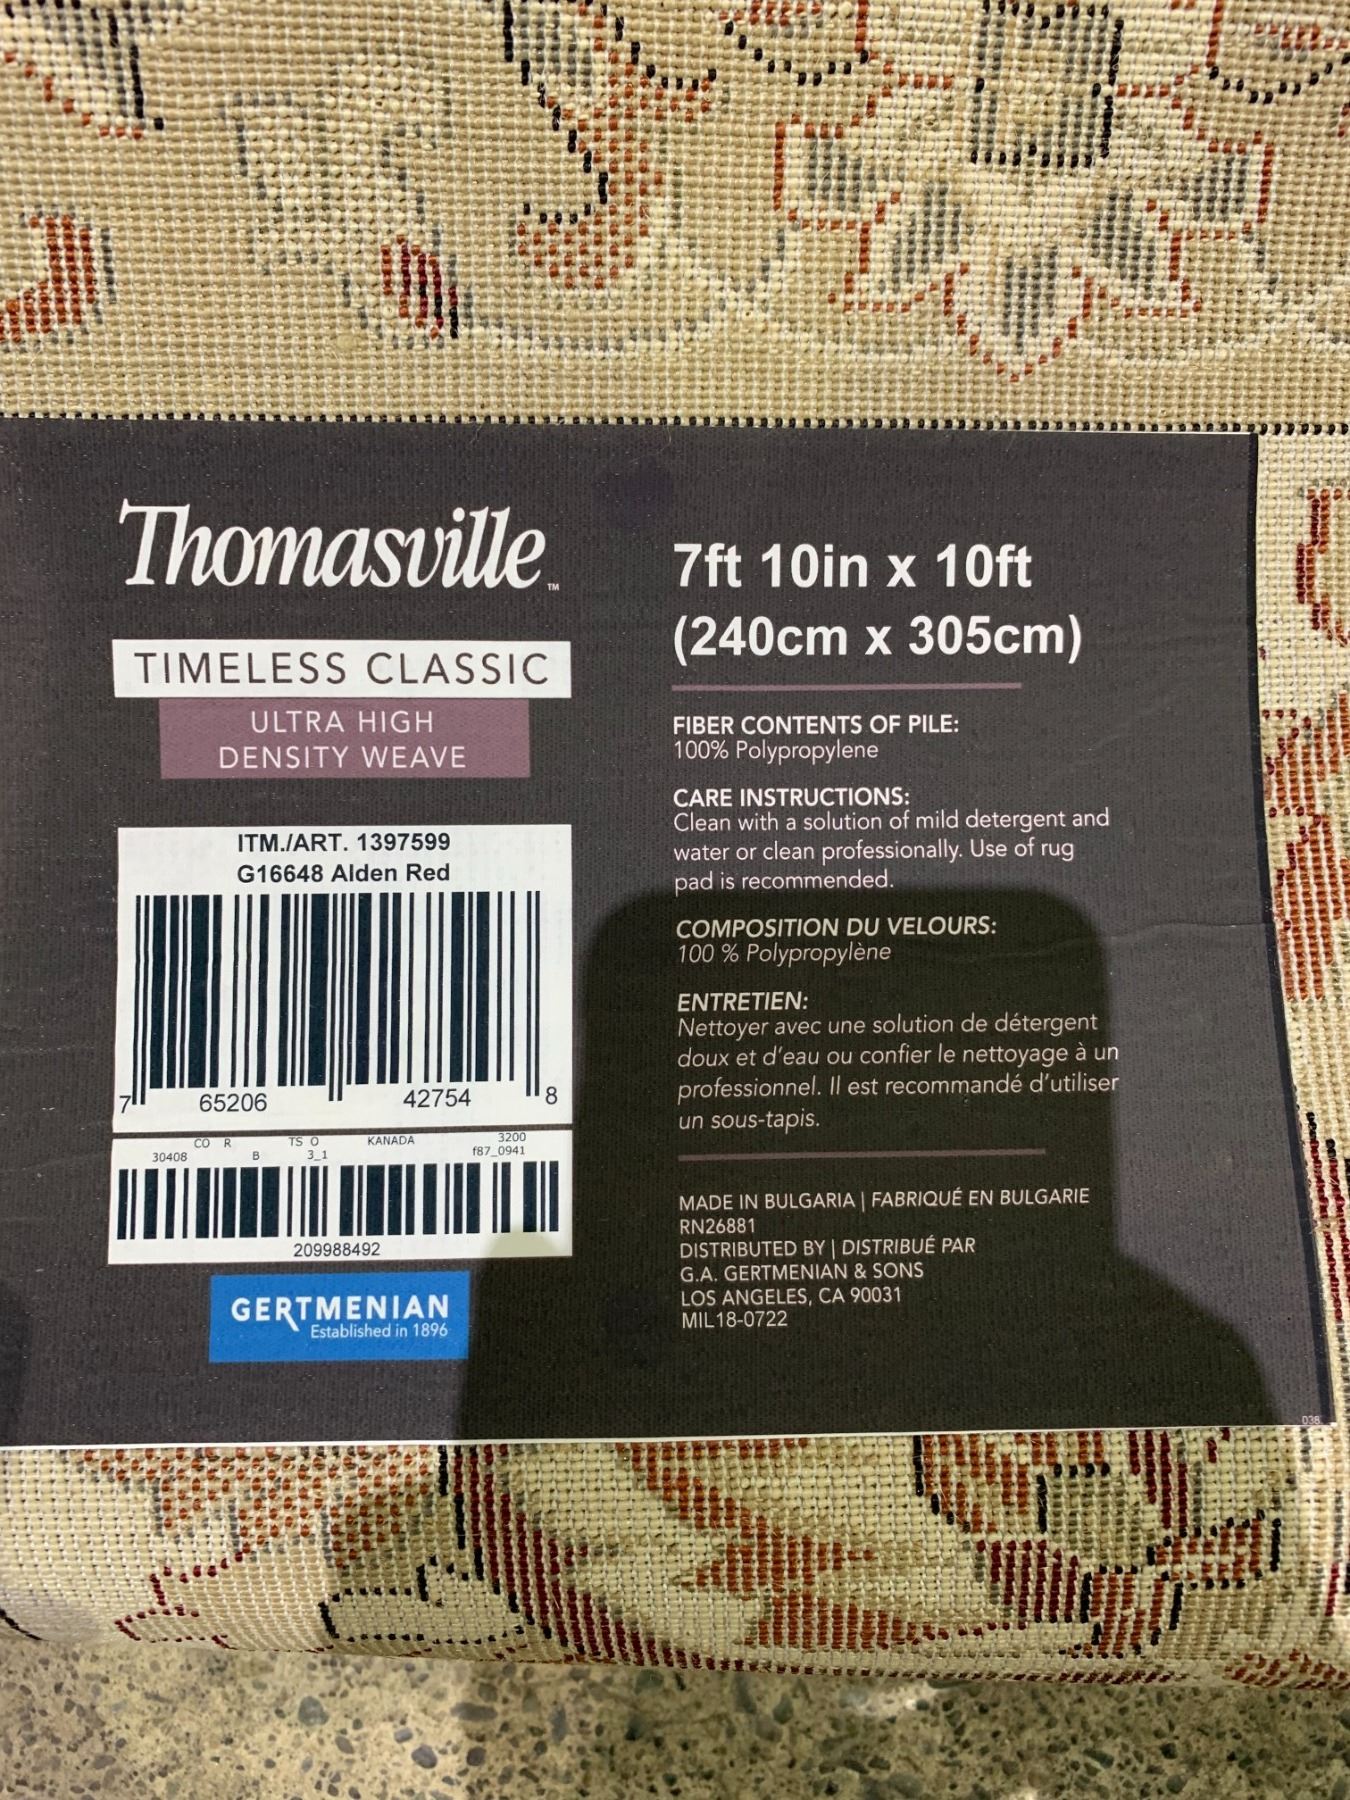 Thomasville™
TIMELESS CLASSIC
ULTRA HIGH
DENSITY WEAVE
ITM./ART. 1397599
G16648 Alden Red
7 65206 42754 8
CO R TS O KANADA 3200
30408 B 3_1 f87_0941
209988492
GERTMENIAN
Established in 1896
7ft 10in x 10ft
(240cm x 305cm)
FIBER CONTENTS OF PILE:
100% Polypropylene
CARE INSTRUCTIONS:
Clean with a solution of mild detergent and
water or clean professionally. Use of rug
pad is recommended.
COMPOSITION DU VELOURS:
100 % Polypropylène
ENTRETIEN:
Nettoyer avec une solution de détergent
doux et d'eau ou confier le nettoyage à un
professionnel. Il est recommandé d'utiliser
un sous-tapis.
MADE IN BULGARIA | FABRIQUÉ EN BULGARIE
RN26881
DISTRIBUTED BY | DISTRIBUÉ PAR
G.A. GERTMENIAN & SONS
LOS ANGELES, CA 90031
MIL18-0722
038